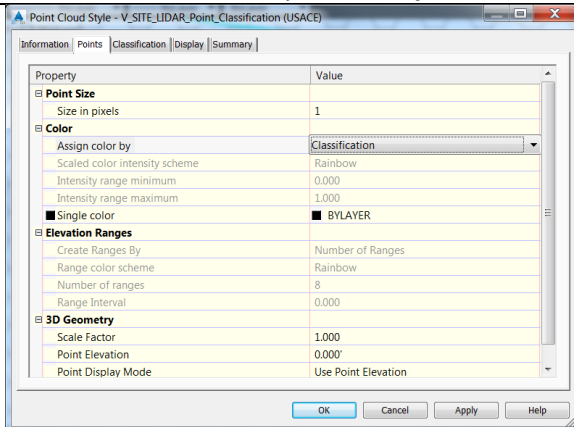 Point Cloud Style - V_SITE_LIDAR_Point_Classification (USACE)
Information Points Classification Display Summary
Property Value
Point Size
Size in pixels 1
Color
Assign color by Classification
Scaled color intensity scheme Rainbow
Intensity range minimum 0.000
Intensity range maximum 1.000
Single color BYLAYER
Elevation Ranges
Create Ranges By Number of Ranges
Range color scheme Rainbow
Number of ranges 8
Range Interval 0.000
3D Geometry
Scale Factor 1.000
Point Elevation 0.000'
Point Display Mode Use Point Elevation
OK Cancel Apply Help